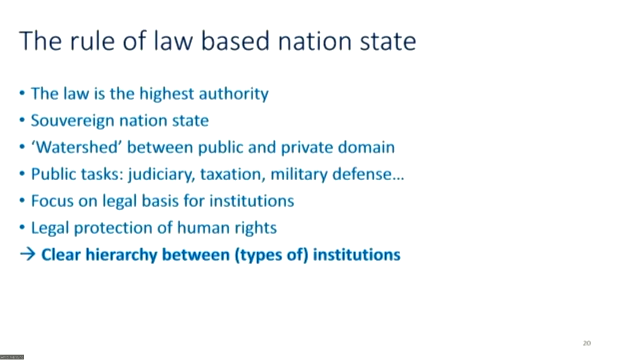 The rule of law based nation state
• The law is the highest authority
• Souvereign nation state
• ‘Watershed’ between public and private domain
• Public tasks: judiciary, taxation, military defense...
• Focus on legal basis for institutions
• Legal protection of human rights
→ Clear hierarchy between (types of) institutions
20